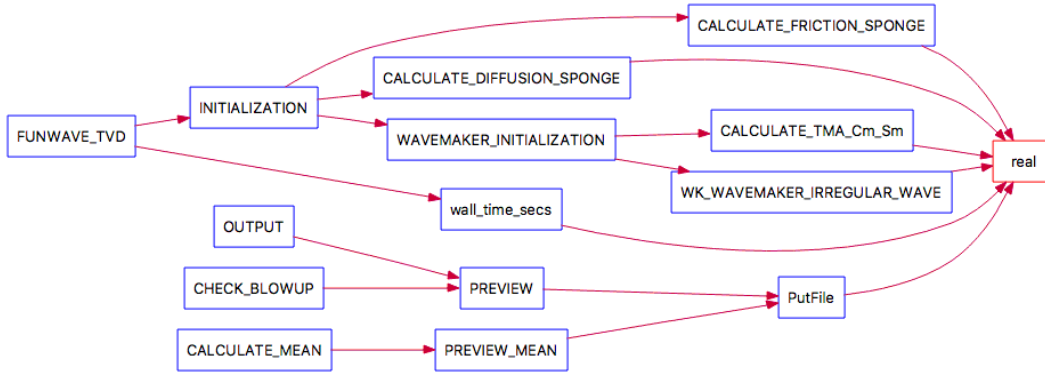 CALCULATE_FRICTION_SPONGE
CALCULATE_DIFFUSION_SPONGE
INITIALIZATION
FUNWAVE_TVD
WAVEMAKER_INITIALIZATION
CALCULATE_TMA_Cm_Sm
real
WK_WAVEMAKER_IRREGULAR_WAVE
wall_time_secs
OUTPUT
CHECK_BLOWUP
PREVIEW
PutFile
CALCULATE_MEAN
PREVIEW_MEAN